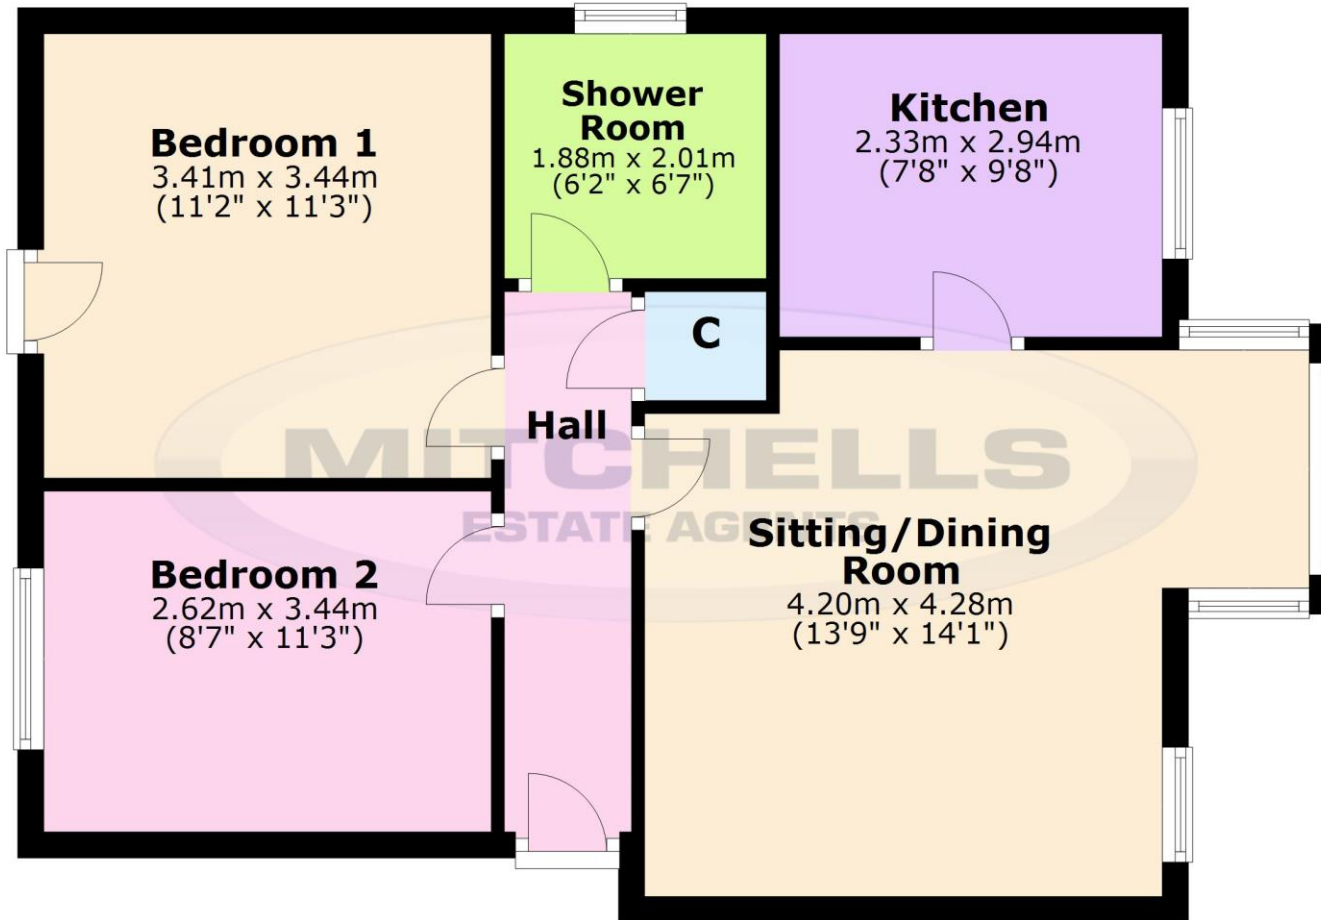 Bedroom 1
3.41m x 3.44m
(11'2" x 11'3")
Shower
Room
1.88m x 2.01m
(6'2" x 6'7")
Kitchen
2.33m x 2.94m
(7'8" x 9'8")
C
Hall
MITCHELLS
ESTATE AGENTS
Bedroom 2
2.62m x 3.44m
(8'7" x 11'3")
Sitting/Dining
Room
4.20m x 4.28m
(13'9" x 14'1")